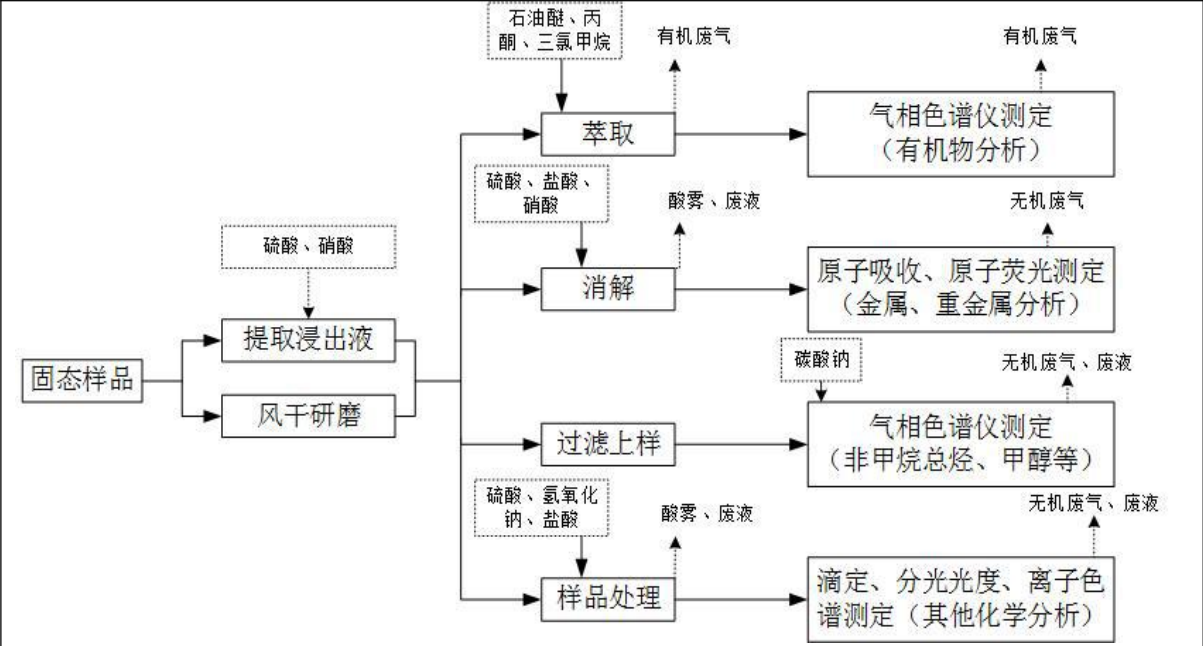 石油醚、丙
酮、三氯甲烷
有机废气
有机废气
萃取
气相色谱仪测定
（有机物分析）
硫酸、盐酸、
硝酸
酸雾、废液
无机废气
硫酸、硝酸
消解
原子吸收、原子荧光测定
（金属、重金属分析）
提取浸出液
固态样品
风干研磨
碳酸钠
无机废气、废液
过滤上样
气相色谱仪测定
（非甲烷总烃、甲醇等）
硫酸、氢氧化
钠、盐酸
酸雾、废液
无机废气、废液
样品处理
滴定、分光光度、离子色
谱测定（其他化学分析）